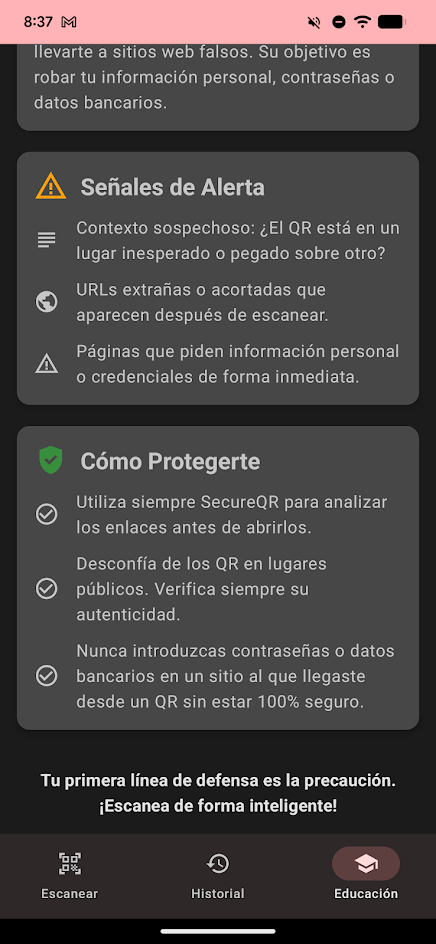 8:37
llevarte a sitios web falsos. Su objetivo es
robar tu información personal, contraseñas o
datos bancarios.
Señales de Alerta
Contexto sospechoso: ¿El QR está en un
lugar inesperado o pegado sobre otro?
URLs extrañas o acortadas que
aparecen después de escanear.
Páginas que piden información personal
o credenciales de forma inmediata.
Cómo Protegerte
Utiliza siempre SecureQR para analizar
los enlaces antes de abrirlos.
Desconfía de los QR en lugares
públicos. Verifica siempre su
autenticidad.
Nunca introduzcas contraseñas o datos
bancarios en un sitio al que llegaste
desde un QR sin estar 100% seguro.
Tu primera línea de defensa es la precaución.
¡Escanea de forma inteligente!
Escanear
Historial
Educación